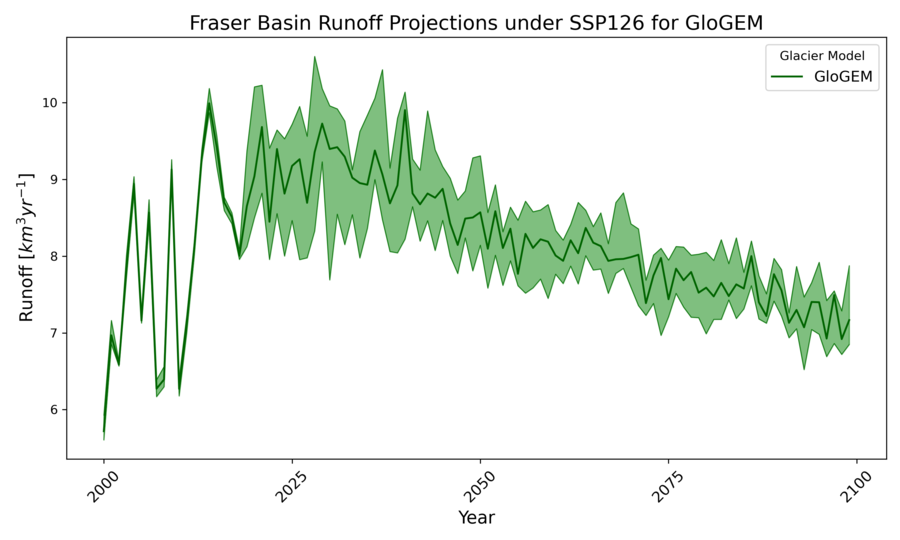 Fraser Basin Runoff Projections under SSP126 for GloGEM
Glacier Model
GloGEM
10
9
8
7
6
Runoff [km³yr⁻¹]
2000 2025 2050 2075 2100
Year